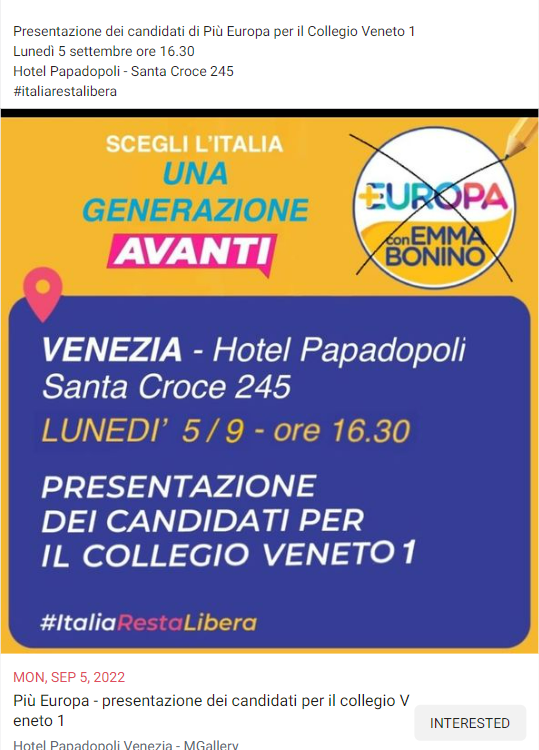 Presentazione dei candidati di Più Europa per il Collegio Veneto 1
Lunedì 5 settembre ore 16.30
Hotel Papadopoli - Santa Croce 245
#italiarestalibera
SCEGLI L'ITALIA
UNA
GENERAZIONE
AVANTI
+EUROPA
con EMMA
BONINO
VENEZIA - Hotel Papadopoli
Santa Croce 245
LUNEDI' 5/9 - ore 16.30
PRESENTAZIONE
DEI CANDIDATI PER
IL COLLEGIO VENETO 1
#ItaliaRestaLibera
MON, SEP 5, 2022
Più Europa - presentazione dei candidati per il collegio V
eneto 1
INTERESTED
Hotel Papadopoli Venezia - MGallery